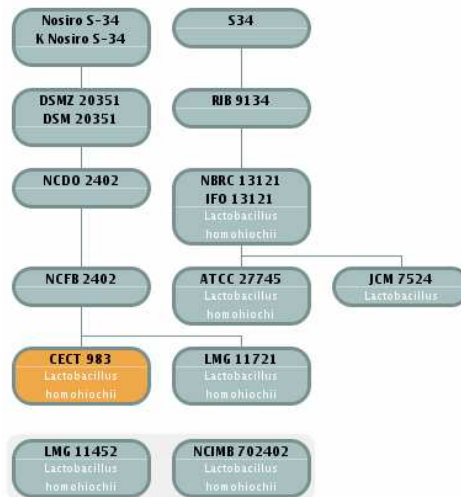 Nosiro S-34
K Nosiro S-34
S34
DSMZ 20351
DSM 20351
RIB 9134
NCDO 2402
NBRC 13121
IFO 13121
Lactobacillus
homohiochii
NCFB 2402
ATCC 27745
Lactobacillus
homohiochi
JCM 7524
Lactobacillus
CECT 983
Lactobacillus
homohiochii
LMG 11721
Lactobacillus
homohiochii
LMG 11452
Lactobacillus
homohiochii
NCIMB 702402
Lactobacillus
homohiochii